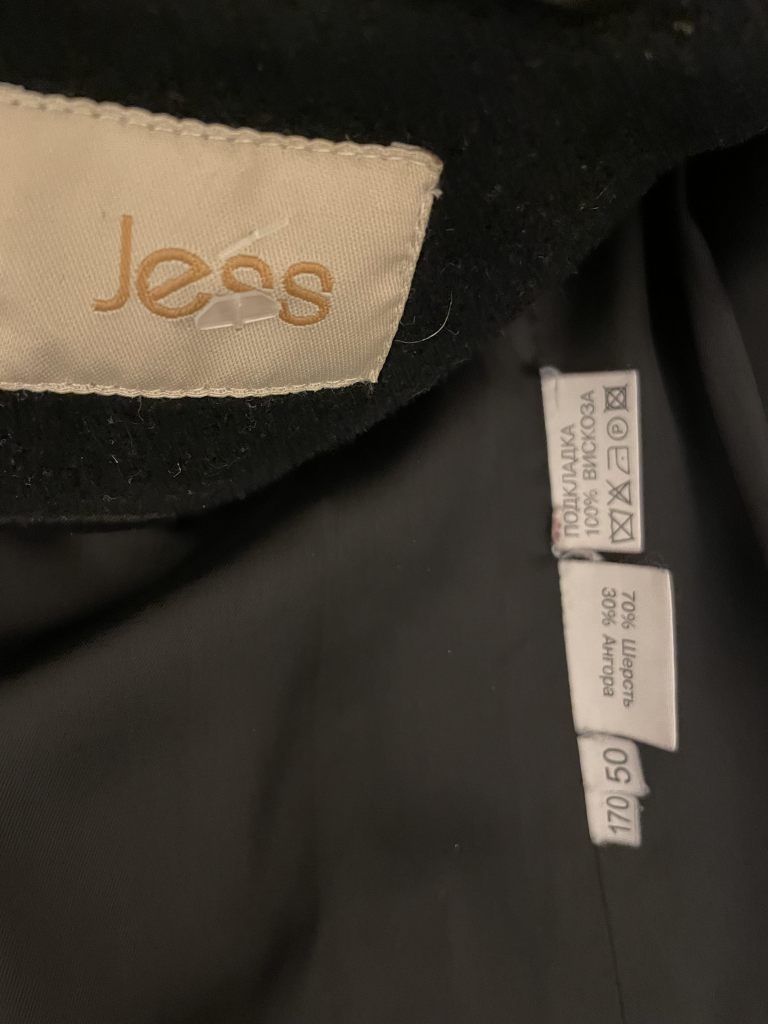 Jess
ПОДКЛАДКА
100% ВИСКОЗА
P
70% Шерсть
30% Ангора
50
170